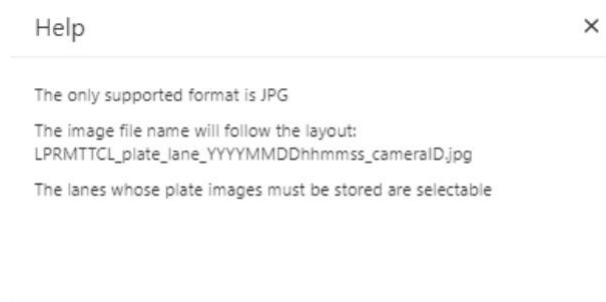 Help
The only supported format is JPG
The image file name will follow the layout:
LPRMTTCL_plate_lane_YYYYMMDDhhmmss_cameraID.jpg
The lanes whose plate images must be stored are selectable